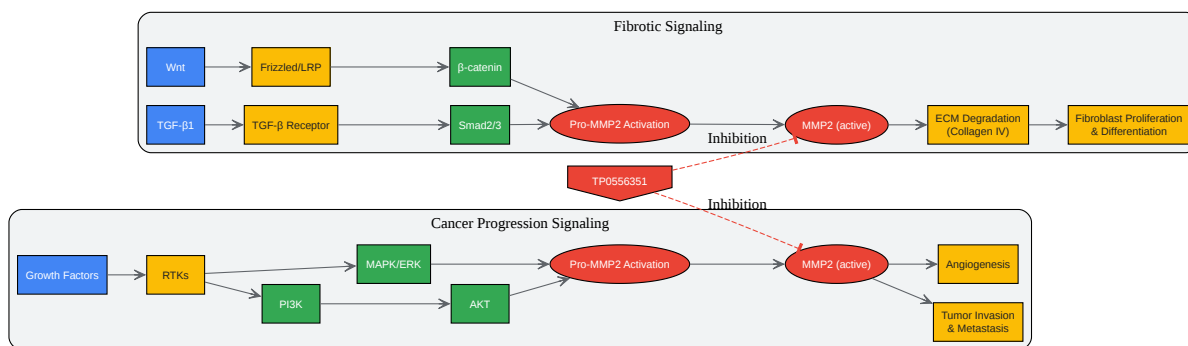 Fibrotic Signaling
Wnt
Frizzled/LRP
β-catenin
TGF-β1
TGF-β Receptor
Smad2/3
Pro-MMP2 Activation
MMP2 (active)
ECM Degradation
(Collagen IV)
Fibroblast Proliferation
& Differentiation
Inhibition
TP0556351
Inhibition
Cancer Progression Signaling
Growth Factors
RTKs
MAPK/ERK
PI3K
AKT
Pro-MMP2 Activation
MMP2 (active)
Angiogenesis
Tumor Invasion
& Metastasis